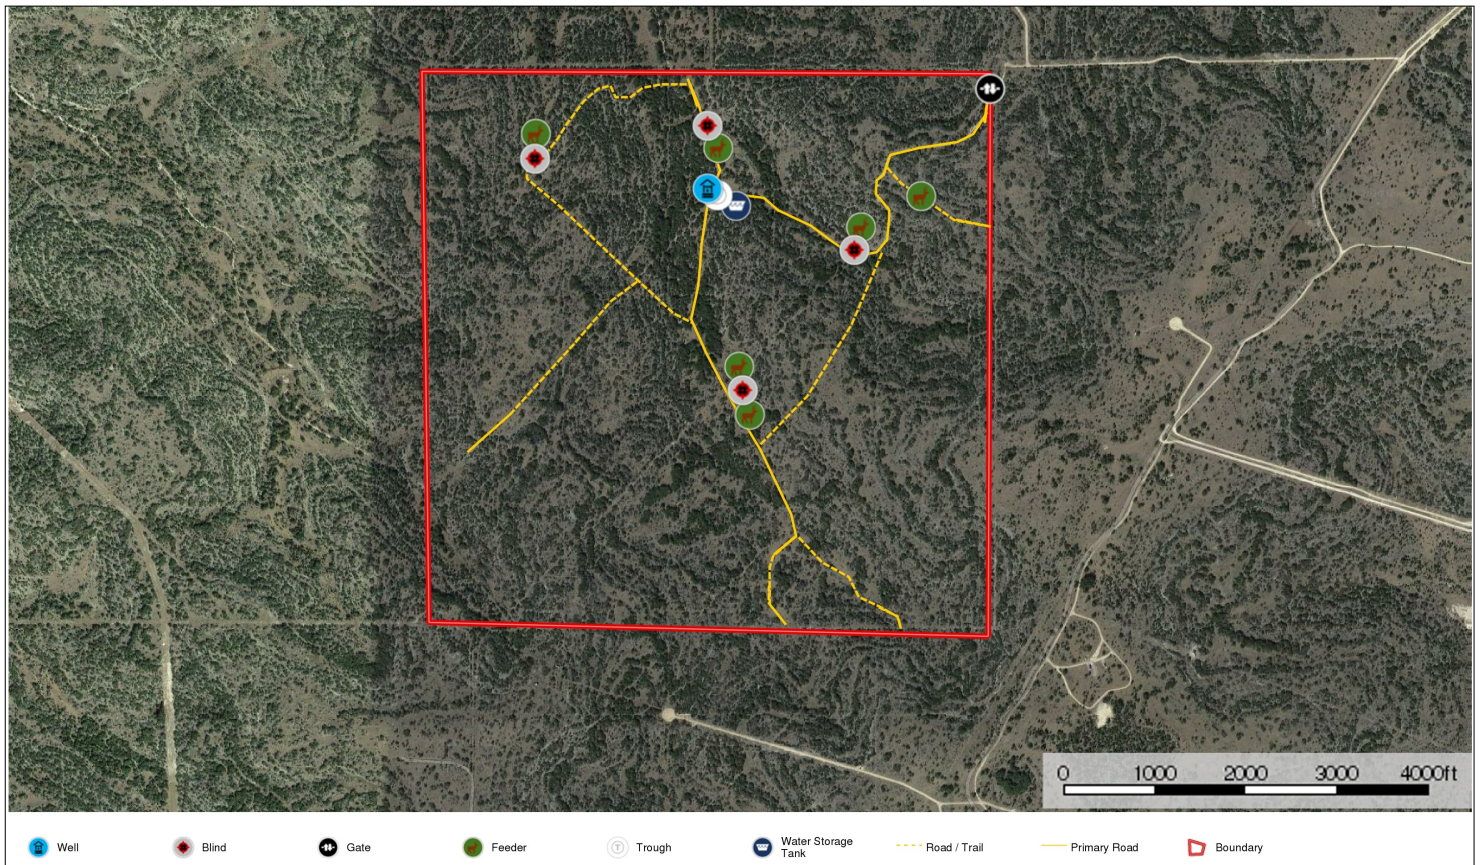 0 1000 2000 3000 4000ft
Well
Blind
Gate
Feeder
T
Trough
Water Storage
Tank
Road / Trail
Primary Road
Boundary